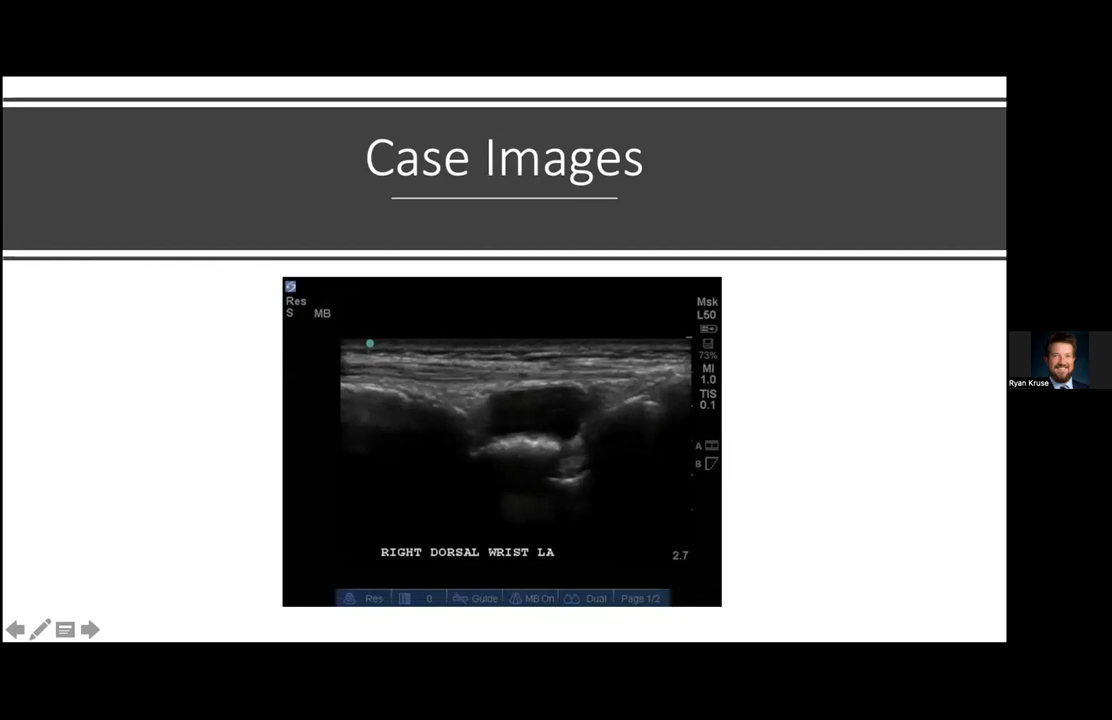 Case Images
Res
S MB
Msk
L50
73%
MI
1.0
TIS
0.1
A
B
Ryan Kruse
RIGHT DORSAL WRIST LA
2.7
Res 0 Guide MB On Dual Page 1/2